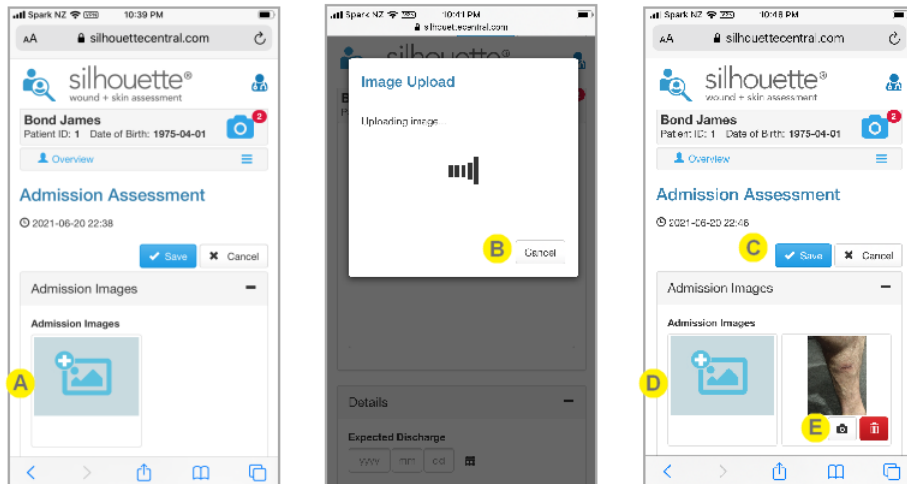 Spark NZ VPN 10:39 PM
AA silhouettecentral.com
silhouette®
wound + skin assessment
Bond James
Patient ID: 1 Date of Birth: 1975-04-01
2
Overview
Admission Assessment
2021-06-20 22:38
Save Cancel
Admission Images
Admission Images
A
Spark NZ VPN 10:41 PM
silhouettecentral.com
silhouette®
Image Upload
Uploading image...
B Cancel
Details
Expected Discharge
yyyy mm dd
Spark NZ VPN 10:48 PM
AA silhouettecentral.com
silhouette®
wound + skin assessment
Bond James
Patient ID: 1 Date of Birth: 1975-04-01
2
Overview
Admission Assessment
2021-06-20 22:46
C
Save Cancel
Admission Images
Admission Images
D
E